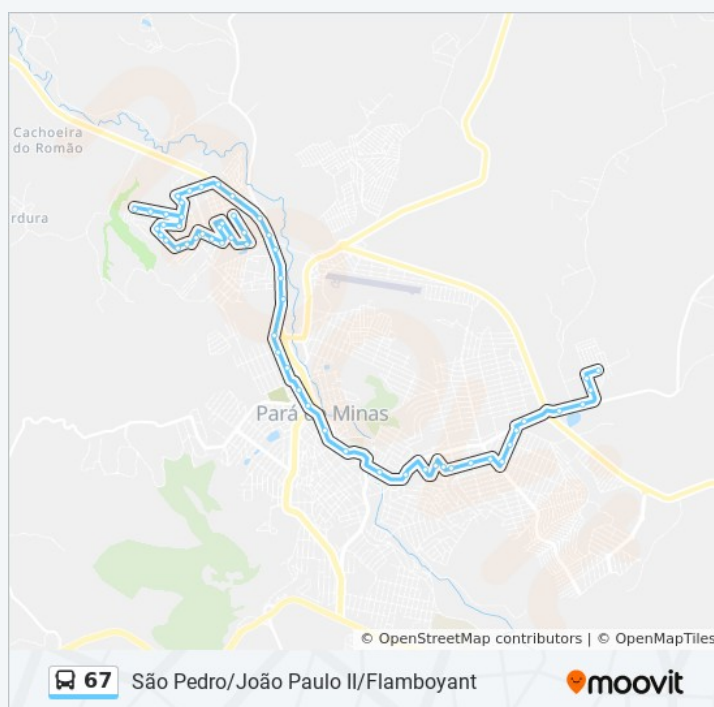 Cachoeira
do Romão
rdura
Pará de Minas
© OpenStreetMap contributors | © OpenMapTiles
67 São Pedro/João Paulo II/Flamboyant
moovit